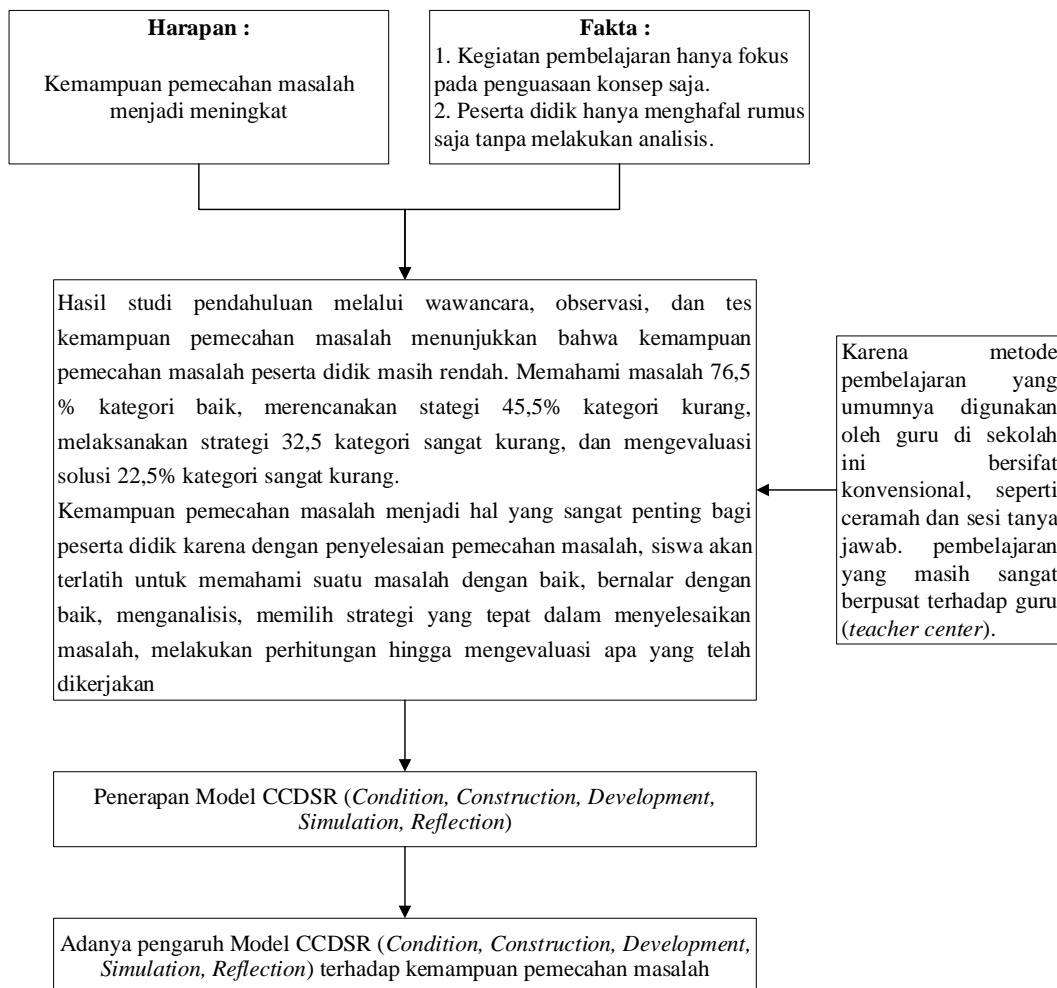 Harapan :
Kemampuan pemecahan masalah
menjadi meningkat
Fakta :
1. Kegiatan pembelajaran hanya fokus
pada penguasaan konsep saja.
2. Peserta didik hanya menghafal rumus
saja tanpa melakukan analisis.
Hasil studi pendahuluan melalui wawancara, observasi, dan tes
kemampuan pemecahan masalah menunjukkan bahwa kemampuan
pemecahan masalah peserta didik masih rendah. Memahami masalah 76,5
% kategori baik, merencanakan stategi 45,5% kategori kurang,
melaksanakan strategi 32,5 kategori sangat kurang, dan mengevaluasi
solusi 22,5% kategori sangat kurang.
Kemampuan pemecahan masalah menjadi hal yang sangat penting bagi
peserta didik karena dengan penyelesaian pemecahan masalah, siswa akan
terlatih untuk memahami suatu masalah dengan baik, bernalar dengan
baik, menganalisis, memilih strategi yang tepat dalam menyelesaikan
masalah, melakukan perhitungan hingga mengevaluasi apa yang telah
dikerjakan
Karena metode
pembelajaran yang
umumnya digunakan
oleh guru di sekolah
ini bersifat
konvensional, seperti
ceramah dan sesi tanya
jawab. pembelajaran
yang masih sangat
berpusat terhadap guru
(teacher center).
Penerapan Model CCDSR (Condition, Construction, Development,
Simulation, Reflection)
Adanya pengaruh Model CCDSR (Condition, Construction, Development,
Simulation, Reflection) terhadap kemampuan pemecahan masalah